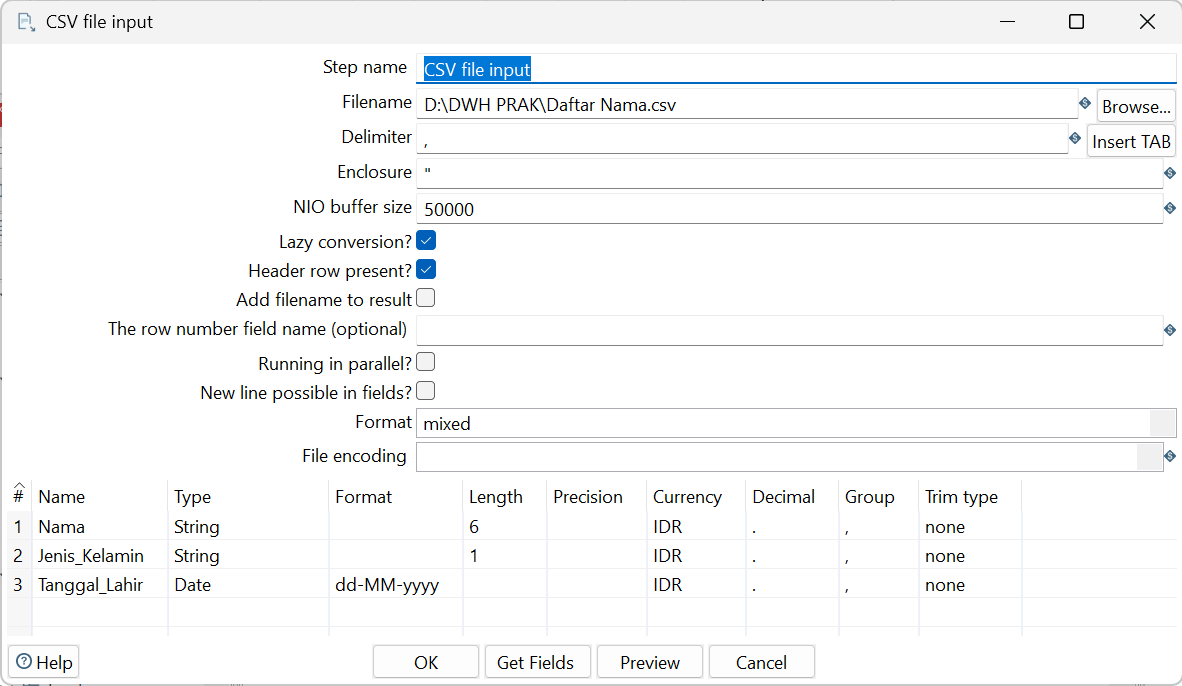 CSV file input
Step name CSV file input
Filename D:\DWH PRAK\Daftar Nama.csv Browse...
Delimiter , Insert TAB
Enclosure "
NIO buffer size 50000
Lazy conversion?
Header row present?
Add filename to result
The row number field name (optional)
Running in parallel?
New line possible in fields?
Format mixed
File encoding
# Name Type Format Length Precision Currency Decimal Group Trim type
1 Nama String 6 IDR . , none
2 Jenis_Kelamin String 1 IDR . , none
3 Tanggal_Lahir Date dd-MM-yyyy IDR . , none
Help OK Get Fields Preview Cancel